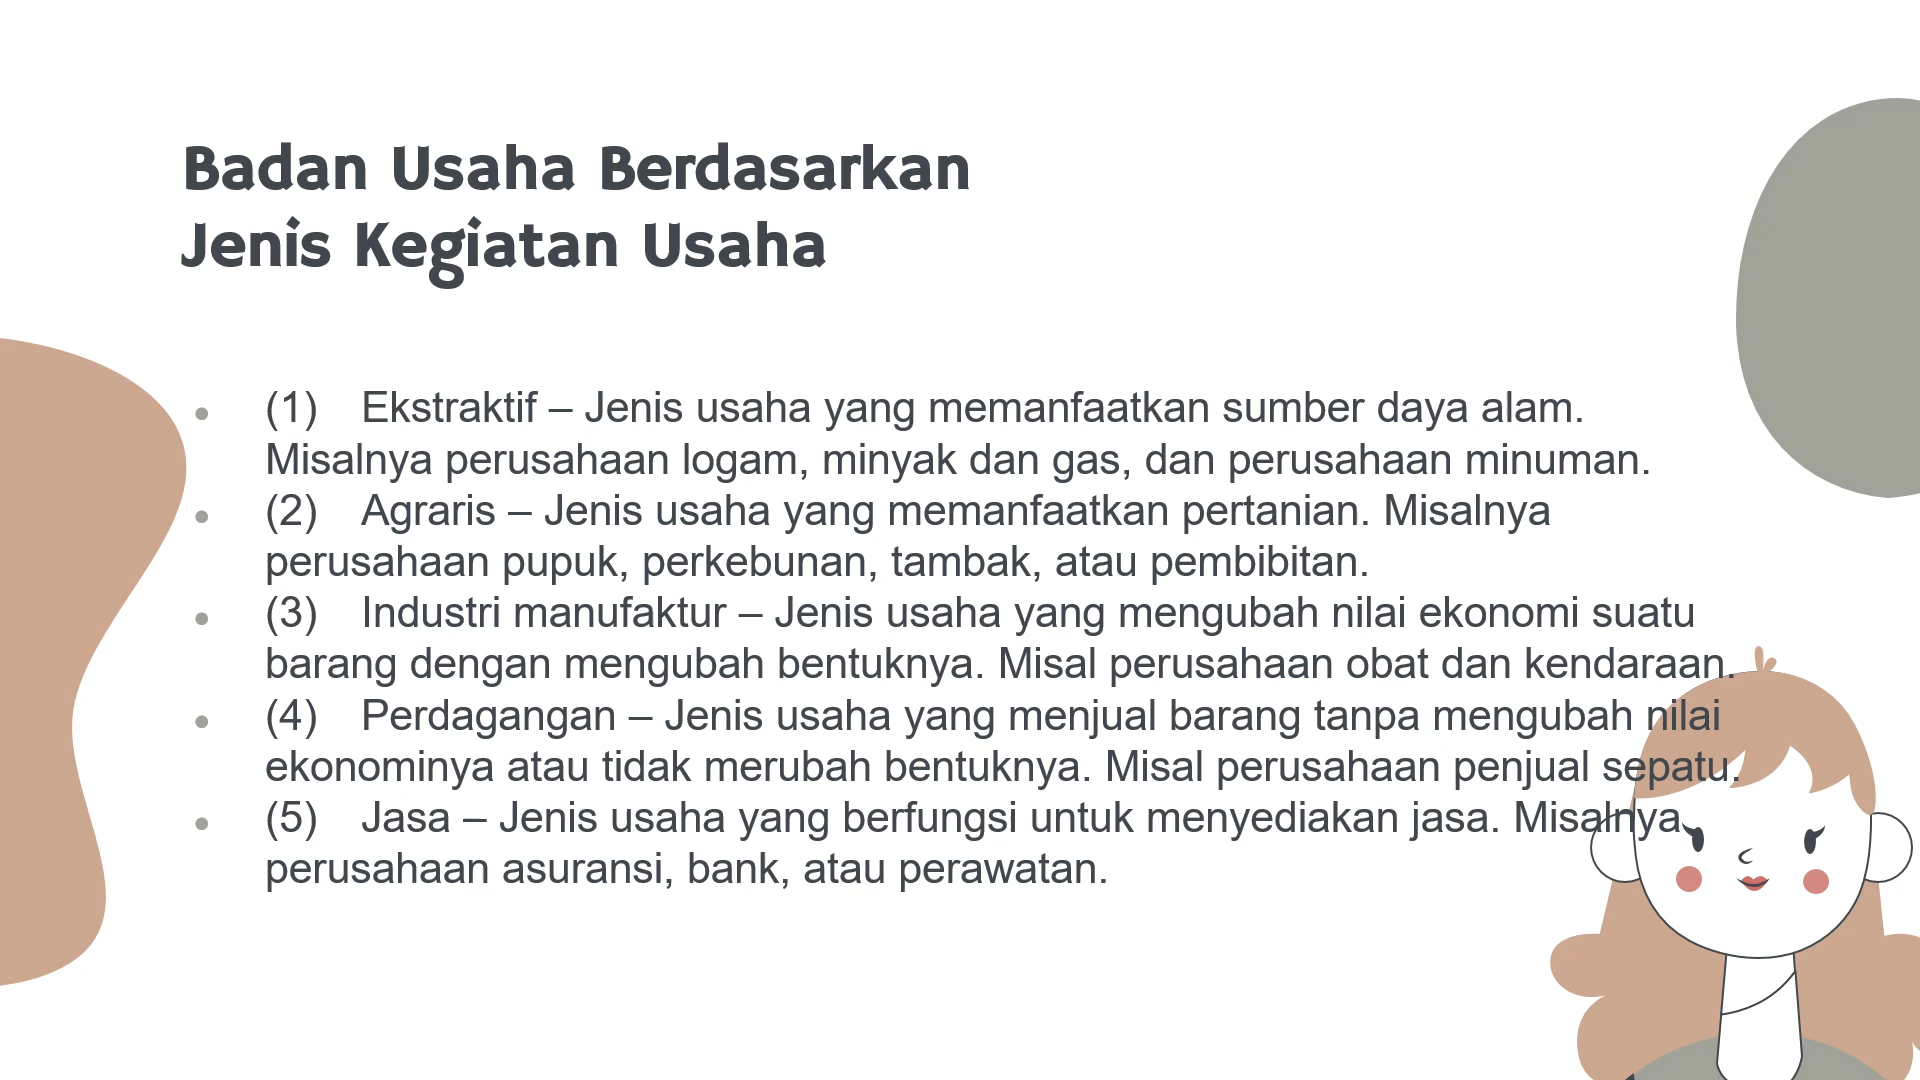 Badan Usaha Berdasarkan
Jenis Kegiatan Usaha
• (1) Ekstraktif – Jenis usaha yang memanfaatkan sumber daya alam.
Misalnya perusahaan logam, minyak dan gas, dan perusahaan minuman.
• (2) Agraris – Jenis usaha yang memanfaatkan pertanian. Misalnya
perusahaan pupuk, perkebunan, tambak, atau pembibitan.
• (3) Industri manufaktur – Jenis usaha yang mengubah nilai ekonomi suatu
barang dengan mengubah bentuknya. Misal perusahaan obat dan kendaraan.
• (4) Perdagangan – Jenis usaha yang menjual barang tanpa mengubah nilai
ekonominya atau tidak merubah bentuknya. Misal perusahaan penjual sepatu.
• (5) Jasa – Jenis usaha yang berfungsi untuk menyediakan jasa. Misalnya
perusahaan asuransi, bank, atau perawatan.